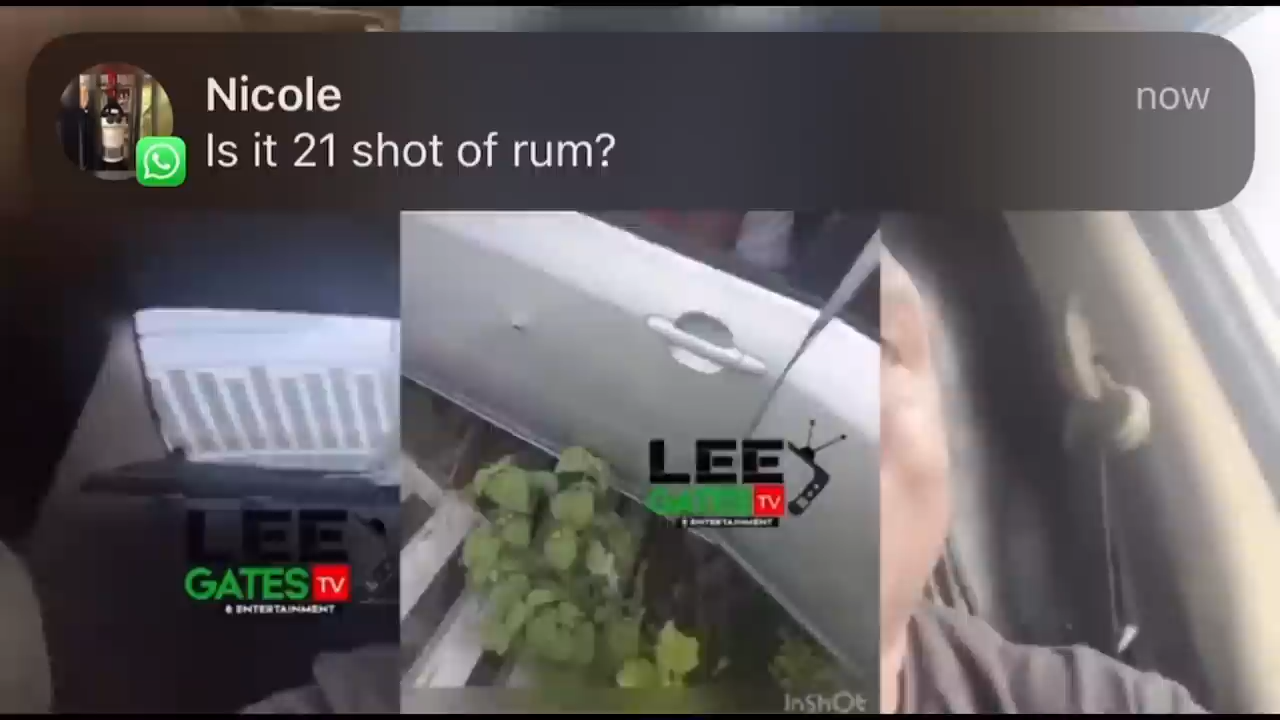 Nicole
now
Is it 21 shot of rum?
LEE
GATES TV
& ENTERTAINMENT
LEE
GATES TV
& ENTERTAINMENT
InShOt